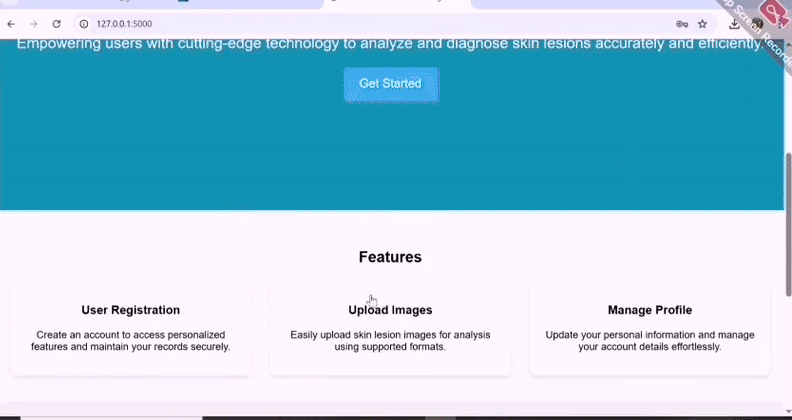 127.0.0.1:5000
Empowering users with cutting-edge technology to analyze and diagnose skin lesions accurately and efficiently.
Get Started
Features
User Registration
Create an account to access personalized
features and maintain your records securely.
Upload Images
Easily upload skin lesion images for analysis
using supported formats.
Manage Profile
Update your personal information and manage
your account details effortlessly.
Screen Recorde